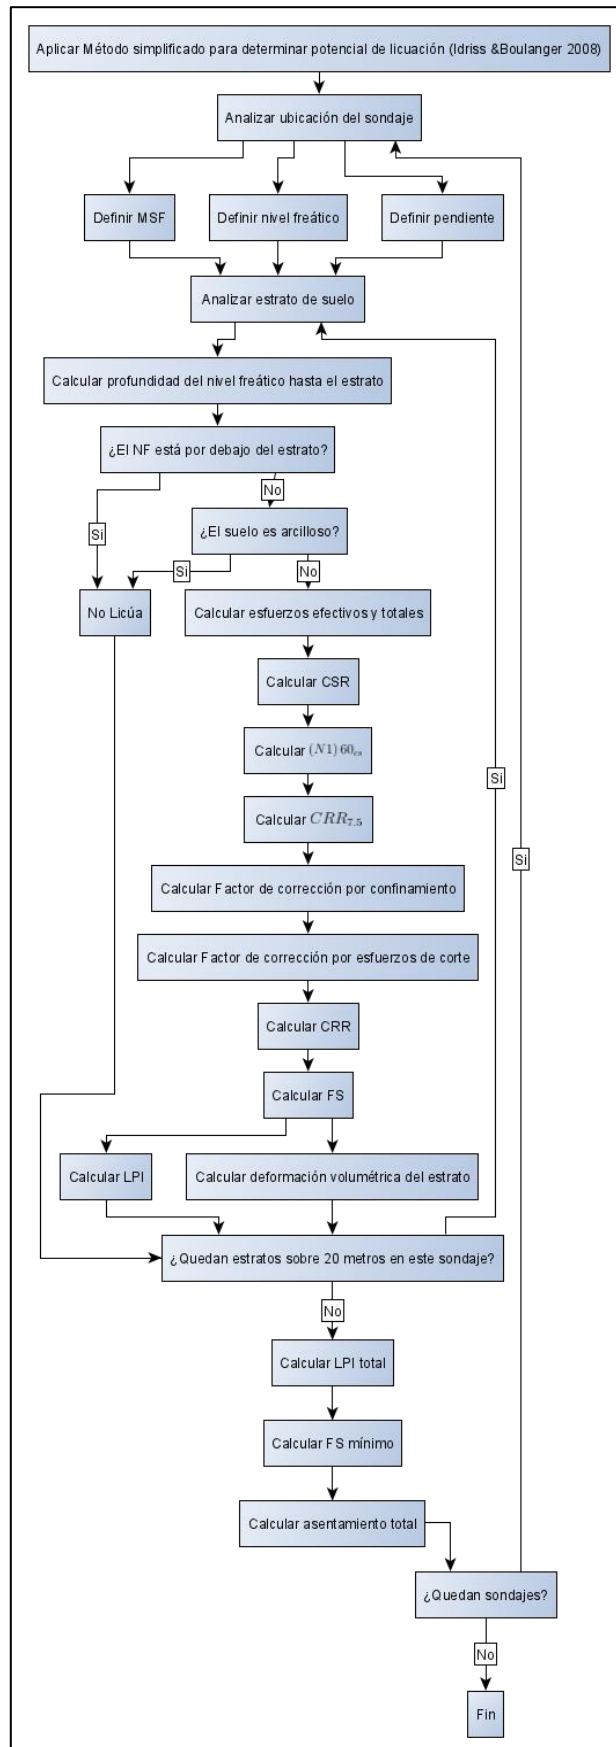 Aplicar Método simplificado para determinar potencial de licuación (Idriss &Boulanger 2008)
Analizar ubicación del sondaje
Definir MSF
Definir nivel freático
Definir pendiente
Analizar estrato de suelo
Calcular profundidad del nivel freático hasta el estrato
¿El NF está por debajo del estrato?
No
Si
¿El suelo es arcilloso?
Si
No
No Licúa
Calcular esfuerzos efectivos y totales
Calcular CSR
Calcular (N1) 60cs
Si
Calcular CRR7.5
Si
Calcular Factor de corrección por confinamiento
Calcular Factor de corrección por esfuerzos de corte
Calcular CRR
Calcular FS
Calcular LPI
Calcular deformación volumétrica del estrato
¿Quedan estratos sobre 20 metros en este sondaje?
No
Calcular LPI total
Calcular FS mínimo
Calcular asentamiento total
¿Quedan sondajes?
No
Fin